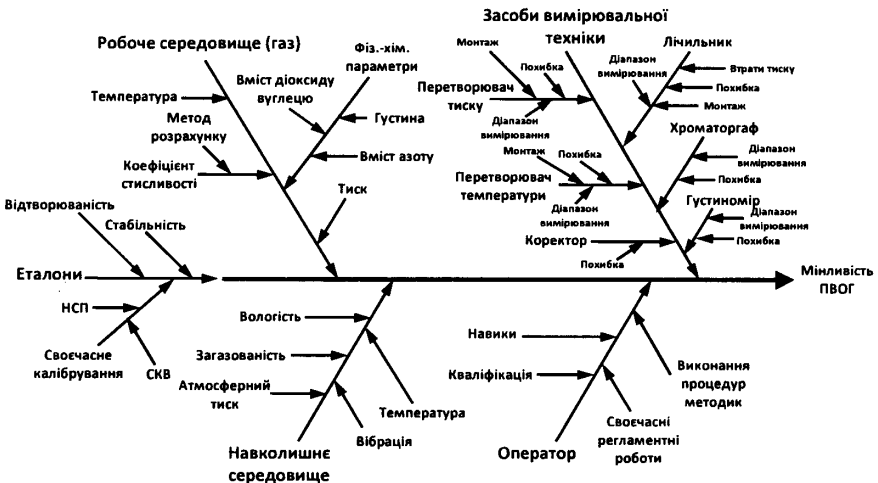 Засоби вимірювальної
техніки
Робоче середовище (газ)
Фіз.-хім.
параметри
Вміст діоксиду
вуглецю
Температура
Густина
Метод
розрахунку
Вміст азоту
Коефіцієнт
стисливості
Тиск
Монтаж
Похибка
Перетворювач
тиску
Діапазон
вимірювання
Лічильник
Діапазон
вимірювання
Втрати тиску
Похибка
Монтаж
Хроматоргаф
Діапазон
вимірювання
Похибка
Монтаж
Похибка
Перетворювач
температури
Діапазон
вимірювання
Густиномір
Діапазон
вимірювання
Похибка
Коректор
Похибка
Відтворюваність
Стабільність
Еталони
Мінливість
ПВОГ
НСП
Своєчасне
калібрування
СКВ
Вологість
Загазованість
Атмосферний
тиск
Температура
Вібрація
Навколишнє
середовище
Навики
Кваліфікація
Виконання
процедур
методик
Своєчасні
регламентні
роботи
Оператор